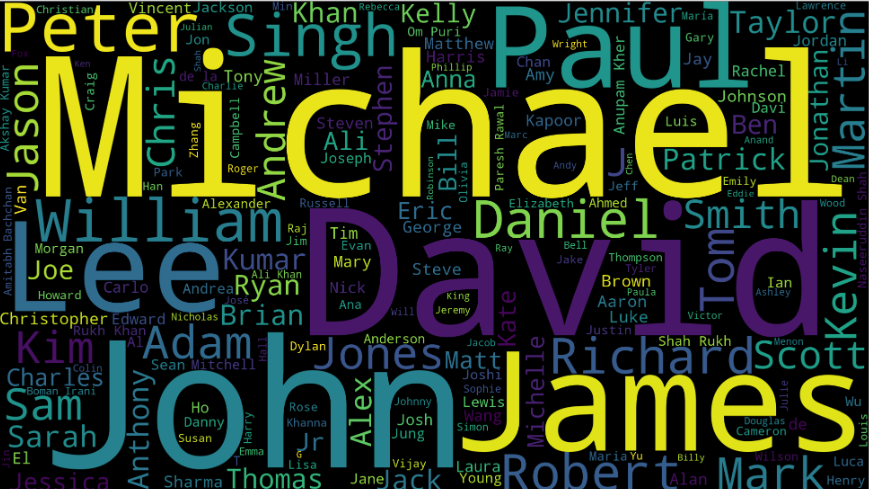 Christian
Vincent
Jackson
Khan
Kelly
Jennifer
María
Lawrence
Peter
Julian
Jon
Singh
Om Puri
Matthew
Paul
Gary
Taylor
Jordan
Min
Rebecca
Wright
Michael
de la
Tony
Miller
Harris
Chan
Amy
Phillip
Jay
Rachel
Li
Akshay Kumar
Jason
Craig
Chris
Zhang
Shah
Charlie
Campbell
Andrew
Ken
Steven
Stephen
Anna
Jamie
Johnson
Davi
Jonathan
Martin
Ali
Joseph
Mike
Bill
Olivia
Robinson
Paresh Rawal
Marc
Kapoor
Anupam Kher
Luis
Ben
Anand
Park
Han
Roger
Andy
J
Jeff
Chen
Patrick
Emily
Eddie
Dean
Van
Alexander
Russell
Elizabeth
Ahmed
Wood
Amitabh Bachchan
William
Raj
Jim
Tim
Evan
Eric
George
Daniel
Smith
Naseeruddin Shah
Lee
Morgan
Joe
Howard
Carlo
Kumar
Andrea
Ali Khan
Ryan
José
Mary
Nick
Ana
David
Steve
Ray
Bell
Jake
Thompson
Tyler
Brown
Paula
Tom
Ian
Ashley
Kevin
Christopher
Edward
Nicholas
Brian
Will
King
Jeremy
Kate
Aaron
Luke
Victor
Rukh Khan
Al
Kim
Colin
Adam
Sean
Mitchell
Hall
Dylan
Anderson
Jones
Jacob
Matt
Justin
Shah Rukh
Menon
Richard
Scott
Charles
Boman Irani
John
Joshi
Sophie
Michelle
James
Julie
Sam
Anthony
Ho
Danny
Susan
Harry
Rose
Khanna
Jr
Alex
Johnny
Josh
Jung
Lewis
Wang
Simon
Douglas
Cameron
de
Wu
Louis
Sarah
El
Jin
Emma
T
G
Lisa
Vijay
Laura
Maria
Yu
Billy
Wilson
Luca
Jessica
Sharma
Thomas
Jane
Jack
Young
Robert
Alan
Mark
Henry